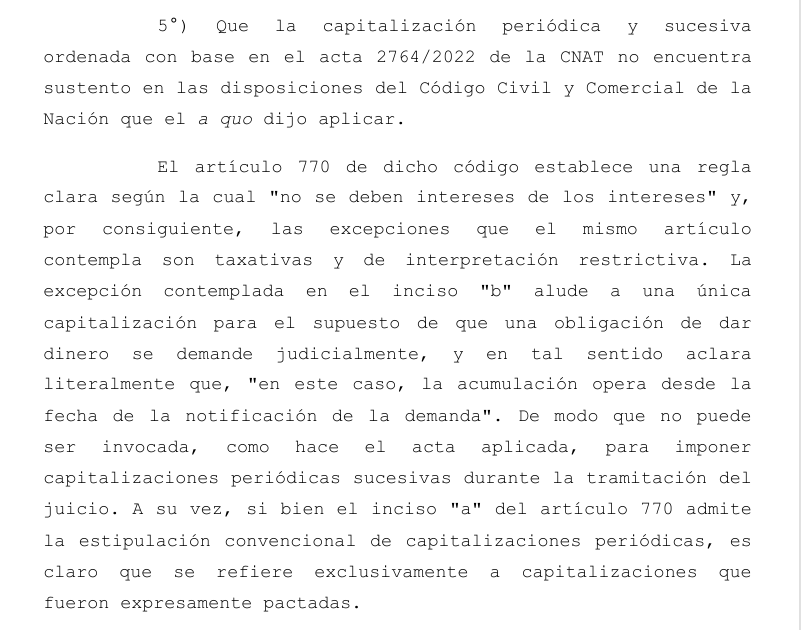 5°) Que la capitalización periódica y sucesiva
ordenada con base en el acta 2764/2022 de la CNAT no encuentra
sustento en las disposiciones del Código Civil y Comercial de la
Nación que el a quo dijo aplicar.
El artículo 770 de dicho código establece una regla
clara según la cual "no se deben intereses de los intereses" y,
por consiguiente, las excepciones que el mismo artículo
contempla son taxativas y de interpretación restrictiva. La
excepción contemplada en el inciso "b" alude a una única
capitalización para el supuesto de que una obligación de dar
dinero se demande judicialmente, y en tal sentido aclara
literalmente que, "en este caso, la acumulación opera desde la
fecha de la notificación de la demanda". De modo que no puede
ser invocada, como hace el acta aplicada, para imponer
capitalizaciones periódicas sucesivas durante la tramitación del
juicio. A su vez, si bien el inciso "a" del artículo 770 admite
la estipulación convencional de capitalizaciones periódicas, es
claro que se refiere exclusivamente a capitalizaciones que
fueron expresamente pactadas.